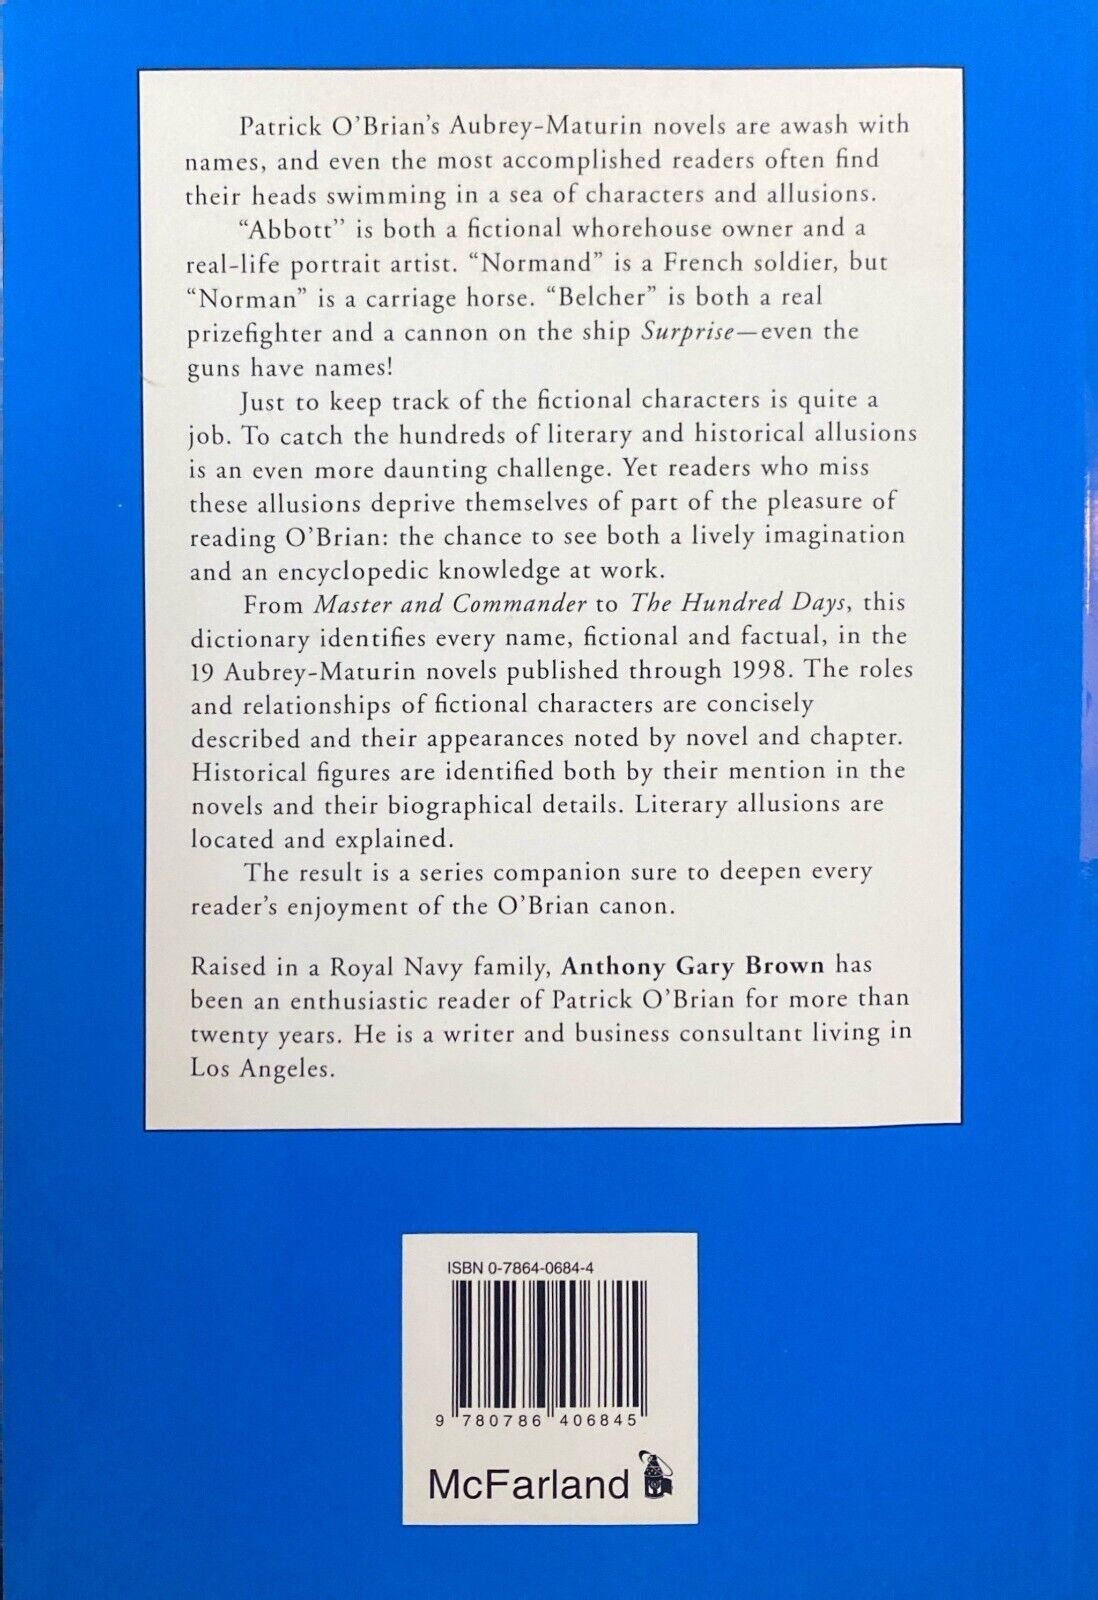 Patrick O’Brian’s Aubrey-Maturin novels are awash with
names, and even the most accomplished readers often find
their heads swimming in a sea of characters and allusions.
“Abbott” is both a fictional whorehouse owner and a
real-life portrait artist. “Normand” is a French soldier, but
“Norman” is a carriage horse. “Belcher” is both a real
prizefighter and a cannon on the ship Surprise—even the
guns have names!
Just to keep track of the fictional characters is quite a
job. To catch the hundreds of literary and historical allusions
is an even more daunting challenge. Yet readers who miss
these allusions deprive themselves of part of the pleasure of
reading O’Brian: the chance to see both a lively imagination
and an encyclopedic knowledge at work.
From Master and Commander to The Hundred Days, this
dictionary identifies every name, fictional and factual, in the
19 Aubrey-Maturin novels published through 1998. The roles
and relationships of fictional characters are concisely
described and their appearances noted by novel and chapter.
Historical figures are identified both by their mention in the
novels and their biographical details. Literary allusions are
located and explained.
The result is a series companion sure to deepen every
reader’s enjoyment of the O’Brian canon.
Raised in a Royal Navy family, Anthony Gary Brown has
been an enthusiastic reader of Patrick O’Brian for more than
twenty years. He is a writer and business consultant living in
Los Angeles.
ISBN 0-7864-0684-4
9 780786 406845
McFarland